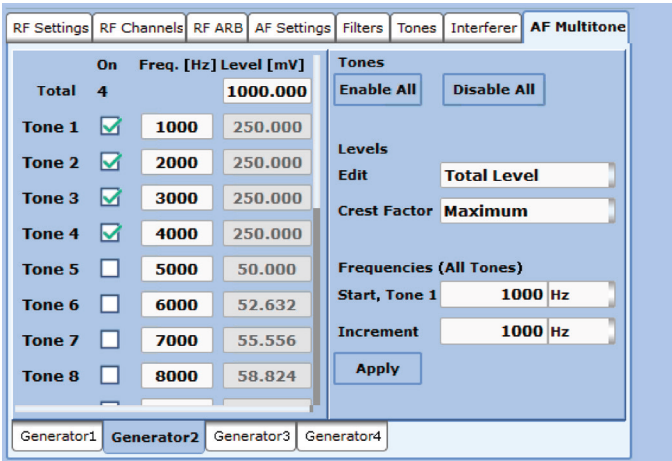 RF Settings RF Channels RF ARB AF Settings Filters Tones Interferer AF Multitone
On Freq. [Hz] Level [mV]
Total 4 1000.000
Tone 1 1000 250.000
Tone 2 2000 250.000
Tone 3 3000 250.000
Tone 4 4000 250.000
Tone 5 5000 50.000
Tone 6 6000 52.632
Tone 7 7000 55.556
Tone 8 8000 58.824
Tones
Enable All Disable All
Levels
Edit Total Level
Crest Factor Maximum
Frequencies (All Tones)
Start, Tone 1 1000 Hz
Increment 1000 Hz
Apply
Generator1 Generator2 Generator3 Generator4